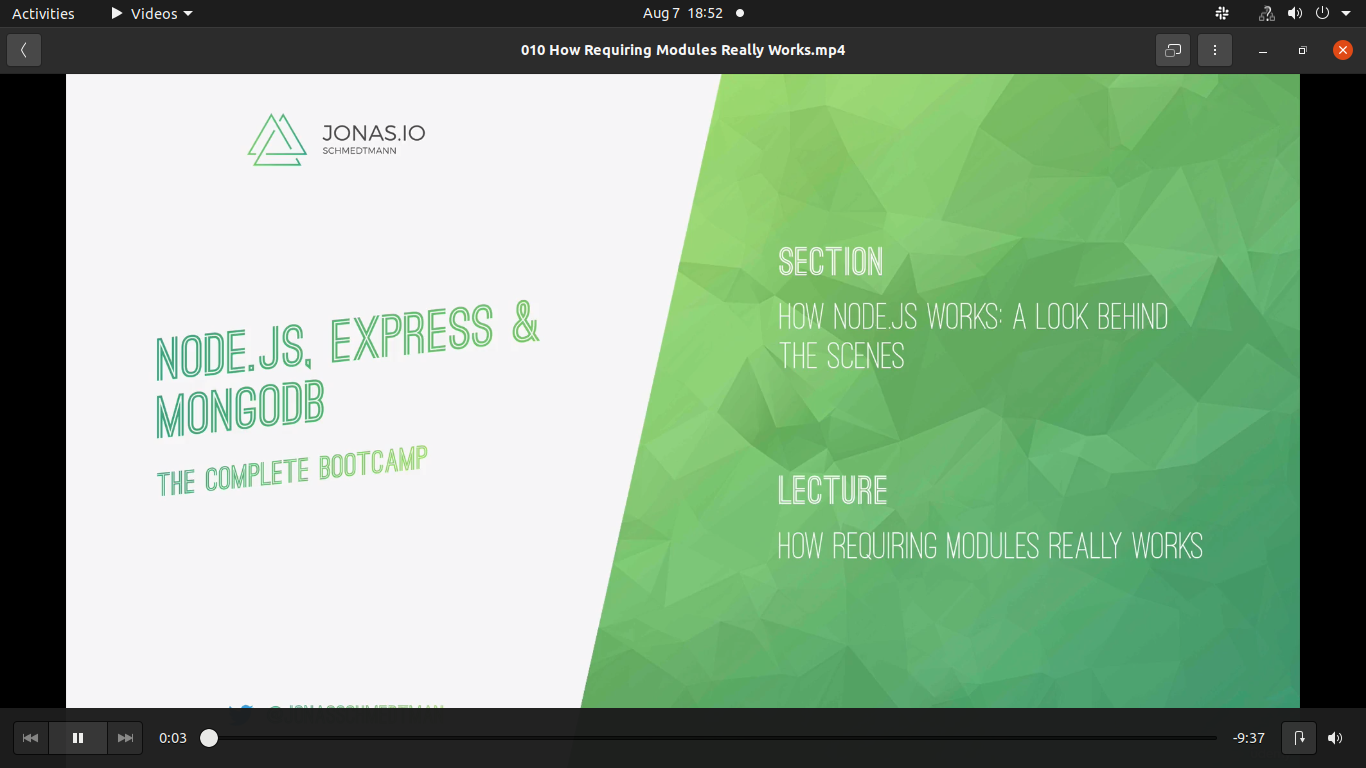 Activities
Videos
Aug 7 18:52
010 How Requiring Modules Really Works.mp4
JONAS.IO
SCHMEDTMANN
SECTION
HOW NODE.JS WORKS: A LOOK BEHIND
THE SCENES
NODE.JS, EXPRESS &
MONGODB
THE COMPLETE BOOTCAMP
LECTURE
HOW REQUIRING MODULES REALLY WORKS
0:03
-9:37